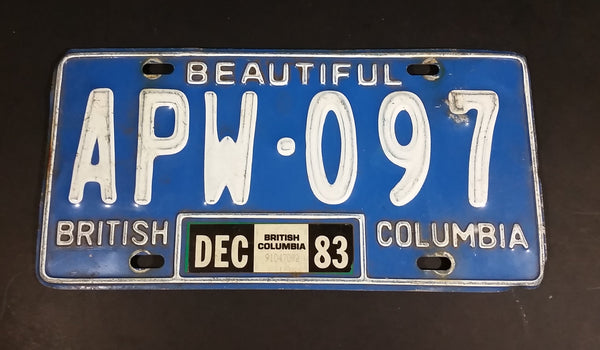 BEAUTIFUL
APW·097
BRITISH COLUMBIA
DEC BRITISH COLUMBIA 83